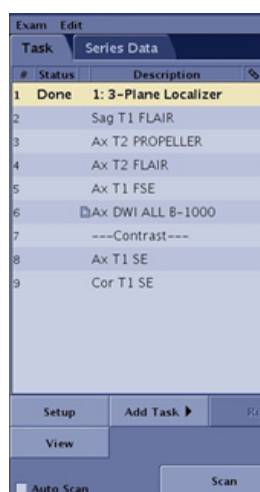 Exam Edit
Task Series Data
# Status Description
1 Done 1: 3-Plane Localizer
2 Sag T1 FLAIR
3 Ax T2 PROPELLER
4 Ax T2 FLAIR
5 Ax T1 FSE
6 Ax DWI ALL B-1000
7 ---Contrast---
8 Ax T1 SE
9 Cor T1 SE
Setup Add Task
View
Auto Scan Scan